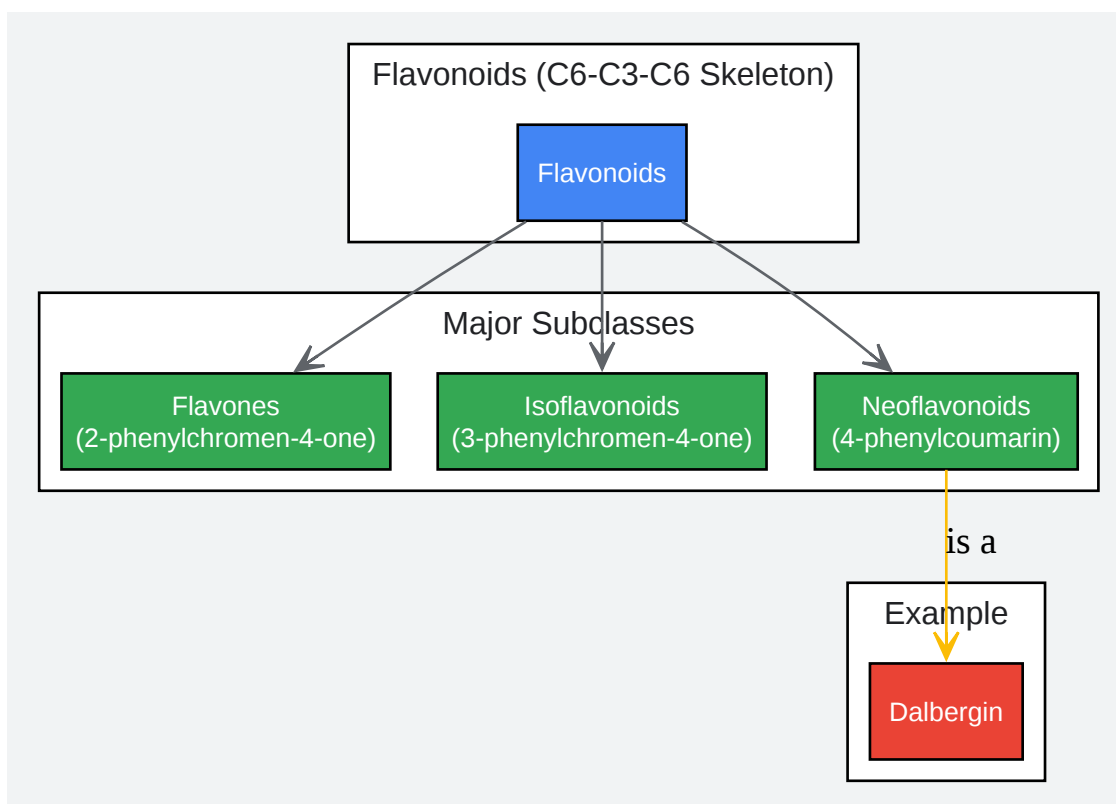 Flavonoids (C6-C3-C6 Skeleton)
Flavonoids
Major Subclasses
Flavones
(2-phenylchromen-4-one)
Isoflavonoids
(3-phenylchromen-4-one)
Neoflavonoids
(4-phenylcoumarin)
is a
Example
Dalbergin